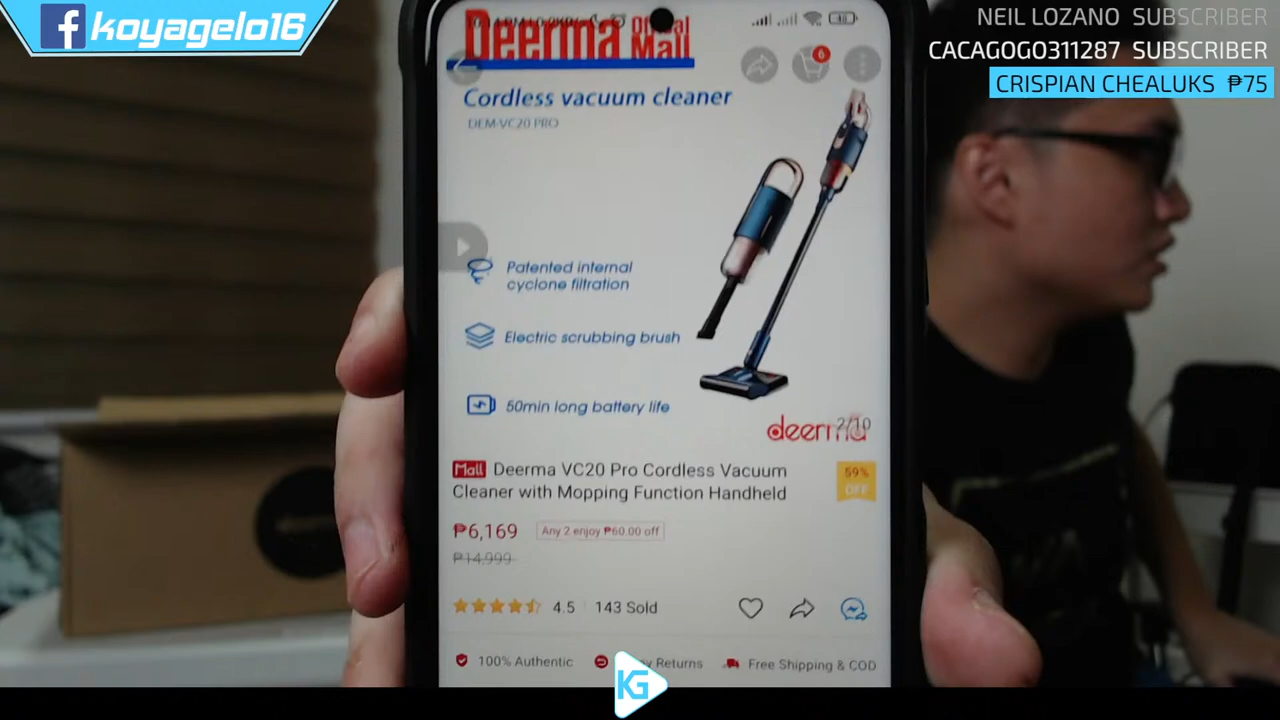 koyagelo16
NEIL LOZANO SUBSCRIBER
CACAGOGO311287 SUBSCRIBER
CRISPIAN CHEALUKS ₱75
Deerma Mall
6
Cordless vacuum cleaner
DEM-VC20 PRO
Patented internal
cyclone filtration
Electric scrubbing brush
50min long battery life
deerma
2/10
Mall Deerma VC20 Pro Cordless Vacuum
Cleaner with Mopping Function Handheld
59%
OFF
₱6,169 Any 2 enjoy ₱60.00 off
₱14,999
4.5 143 Sold
100% Authentic Returns Free Shipping & COD
KG